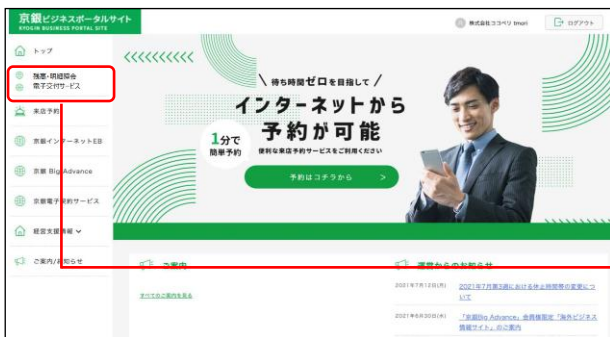 京銀ビジネスポータルサイト
KYOGIN BUSINESS PORTAL SITE
株式会社ココペリ tmori
ログアウト
トップ
残高・明細照会
電子交付サービス
来店予約
京銀インターネットEB
京銀 Big Advance
京銀電子契約サービス
経営支援情報
ご案内/お知らせ
待ち時間ゼロを目指して
インターネットから
予約が可能
1分で
簡単予約
便利な来店予約サービスをご利用ください
予約はコチラから >
ご案内
すべてのご案内を見る
運営からのお知らせ
2021年7月12日(月)
2021年7月第3週における休止時間帯の変更につ
いて
2021年6月30日(水)
「京銀Big Advance」会員様限定「海外ビジネス
情報サイト」のご案内